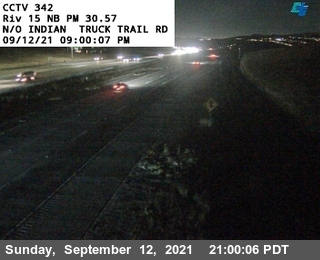 CCTV 342
Riv 15 NB PM 30.57
N/O INDIAN TRUCK TRAIL RD
09/12/21 09:00:07 PM
Sunday, September 12, 2021 21:00:06 PDT